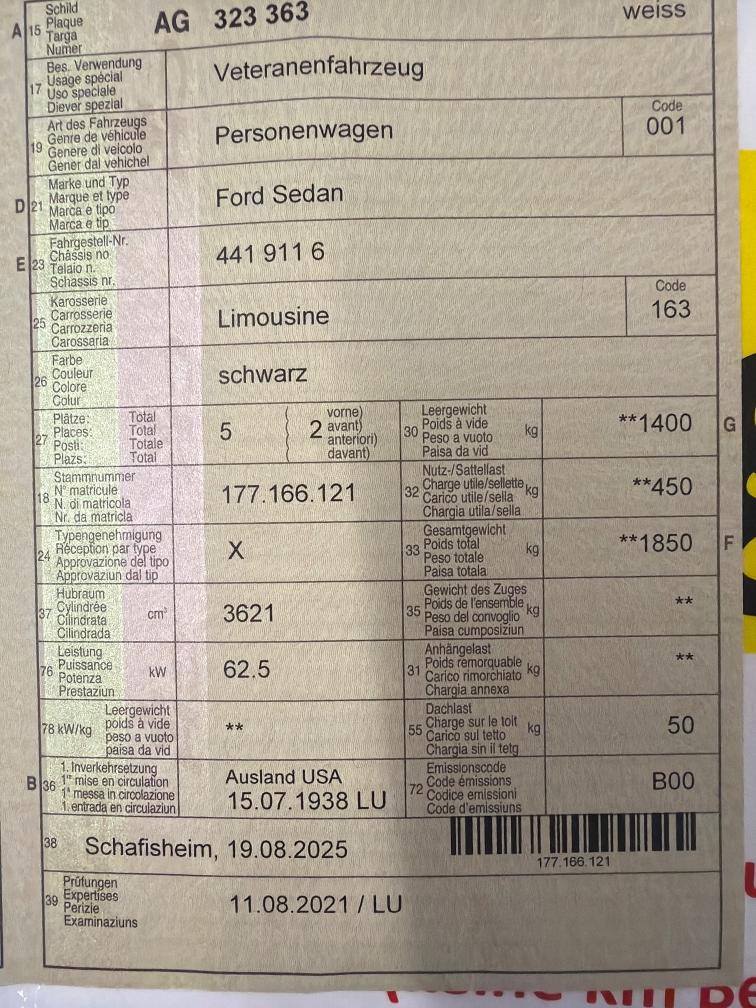 A 15 Schild AG 323 363 weiss
Plaque
Targa
Numer
17 Bes. Verwendung Veteranenfahrzeug
Usage spécial
Uso speciale
Diever spezial
19 Art des Fahrzeugs Personenwagen Code
Genre de véhicule 001
Genere di veicolo
Gener dal vehichel
D 21 Marke und Typ Ford Sedan
Marque et type
Marca e tipo
Marca e tip
E 23 Fahrgestell-Nr. 441 911 6
Châssis no
Telaio n.
Schassis nr.
25 Karosserie Limousine Code
Carrosserie 163
Carrozzeria
Carossaria
26 Farbe schwarz
Couleur
Colore
Colur
27 Plätze: Total 5 2 vorne)
Places: Total avant)
Posti: Totale anteriori)
Plazs: Total davant)
30 Leergewicht kg **1400 G
Poids à vide
Peso a vuoto
Paisa da vid
18 Stammnummer 177.166.121
N° matricule
N. di matricola
Nr. da matricla
32 Nutz-/Sattellast kg **450
Charge utile/sellette
Carico utile/sella
Chargia utila/sella
24 Typengenehmigung X
Réception par type
Approvazione del tipo
Approvaziun dal tip
33 Gesamtgewicht kg **1850 F
Poids total
Peso totale
Paisa totala
37 Hubraum cm³ 3621
Cylindrée
Cilindrata
Cilindrada
35 Gewicht des Zuges kg **
Poids de l'ensemble
Peso del convoglio
Paisa cumposiziun
76 Leistung kW 62.5
Puissance
Potenza
Prestaziun
31 Anhängelast kg **
Poids remorquable
Carico rimorchiato
Chargia annexa
78 kW/kg Leergewicht **
poids à vide
peso a vuoto
paisa da vid
55 Dachlast kg 50
Charge sur le toit
Carico sul tetto
Chargia sin il tetg
B 36 1. Inverkehrsetzung Ausland USA
1re mise en circulation 15.07.1938 LU
1a messa in circolazione
1. entrada en circulaziun
72 Emissionscode B00
Code émissions
Codice emissioni
Code d'emissiuns
38 Schafisheim, 19.08.2025
177.166.121
39 Prüfungen 11.08.2021 / LU
Expertises
Perizie
Examinaziuns